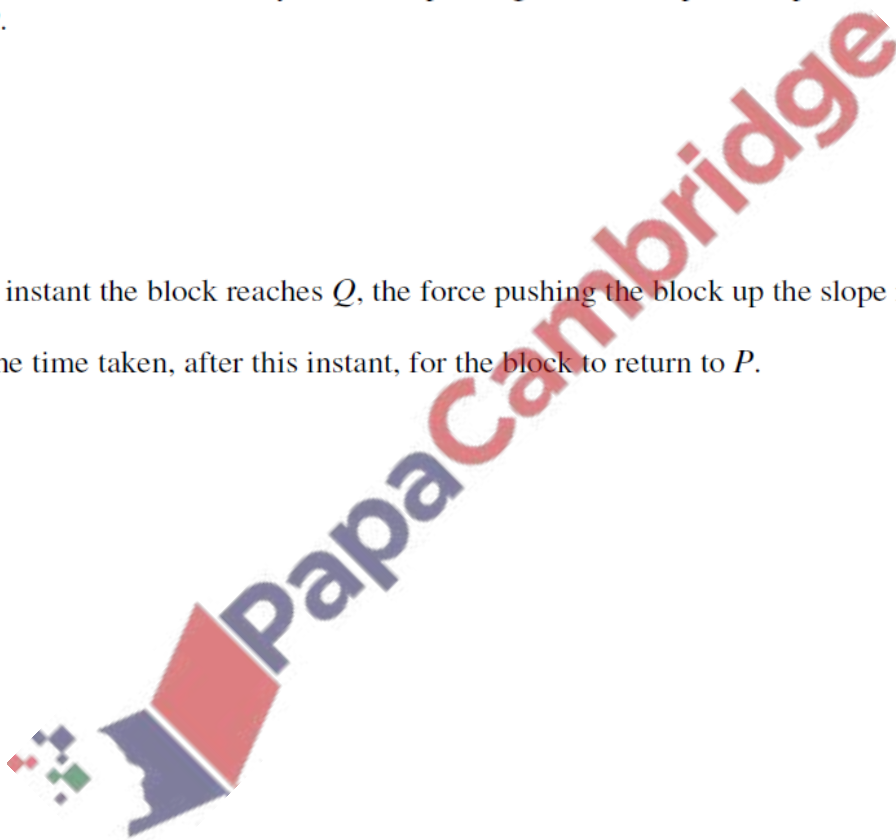 .
instant the block reaches Q, the force pushing the block up the slope
time taken, after this instant, for the block to return to P.
PapaCambridge